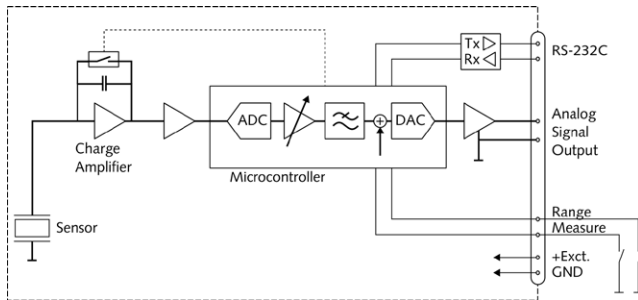 Tx
Rx
RS-232C
ADC
DAC
Charge
Amplifier
Microcontroller
Analog
Signal
Output
Sensor
Range
Measure
+Exct.
GND